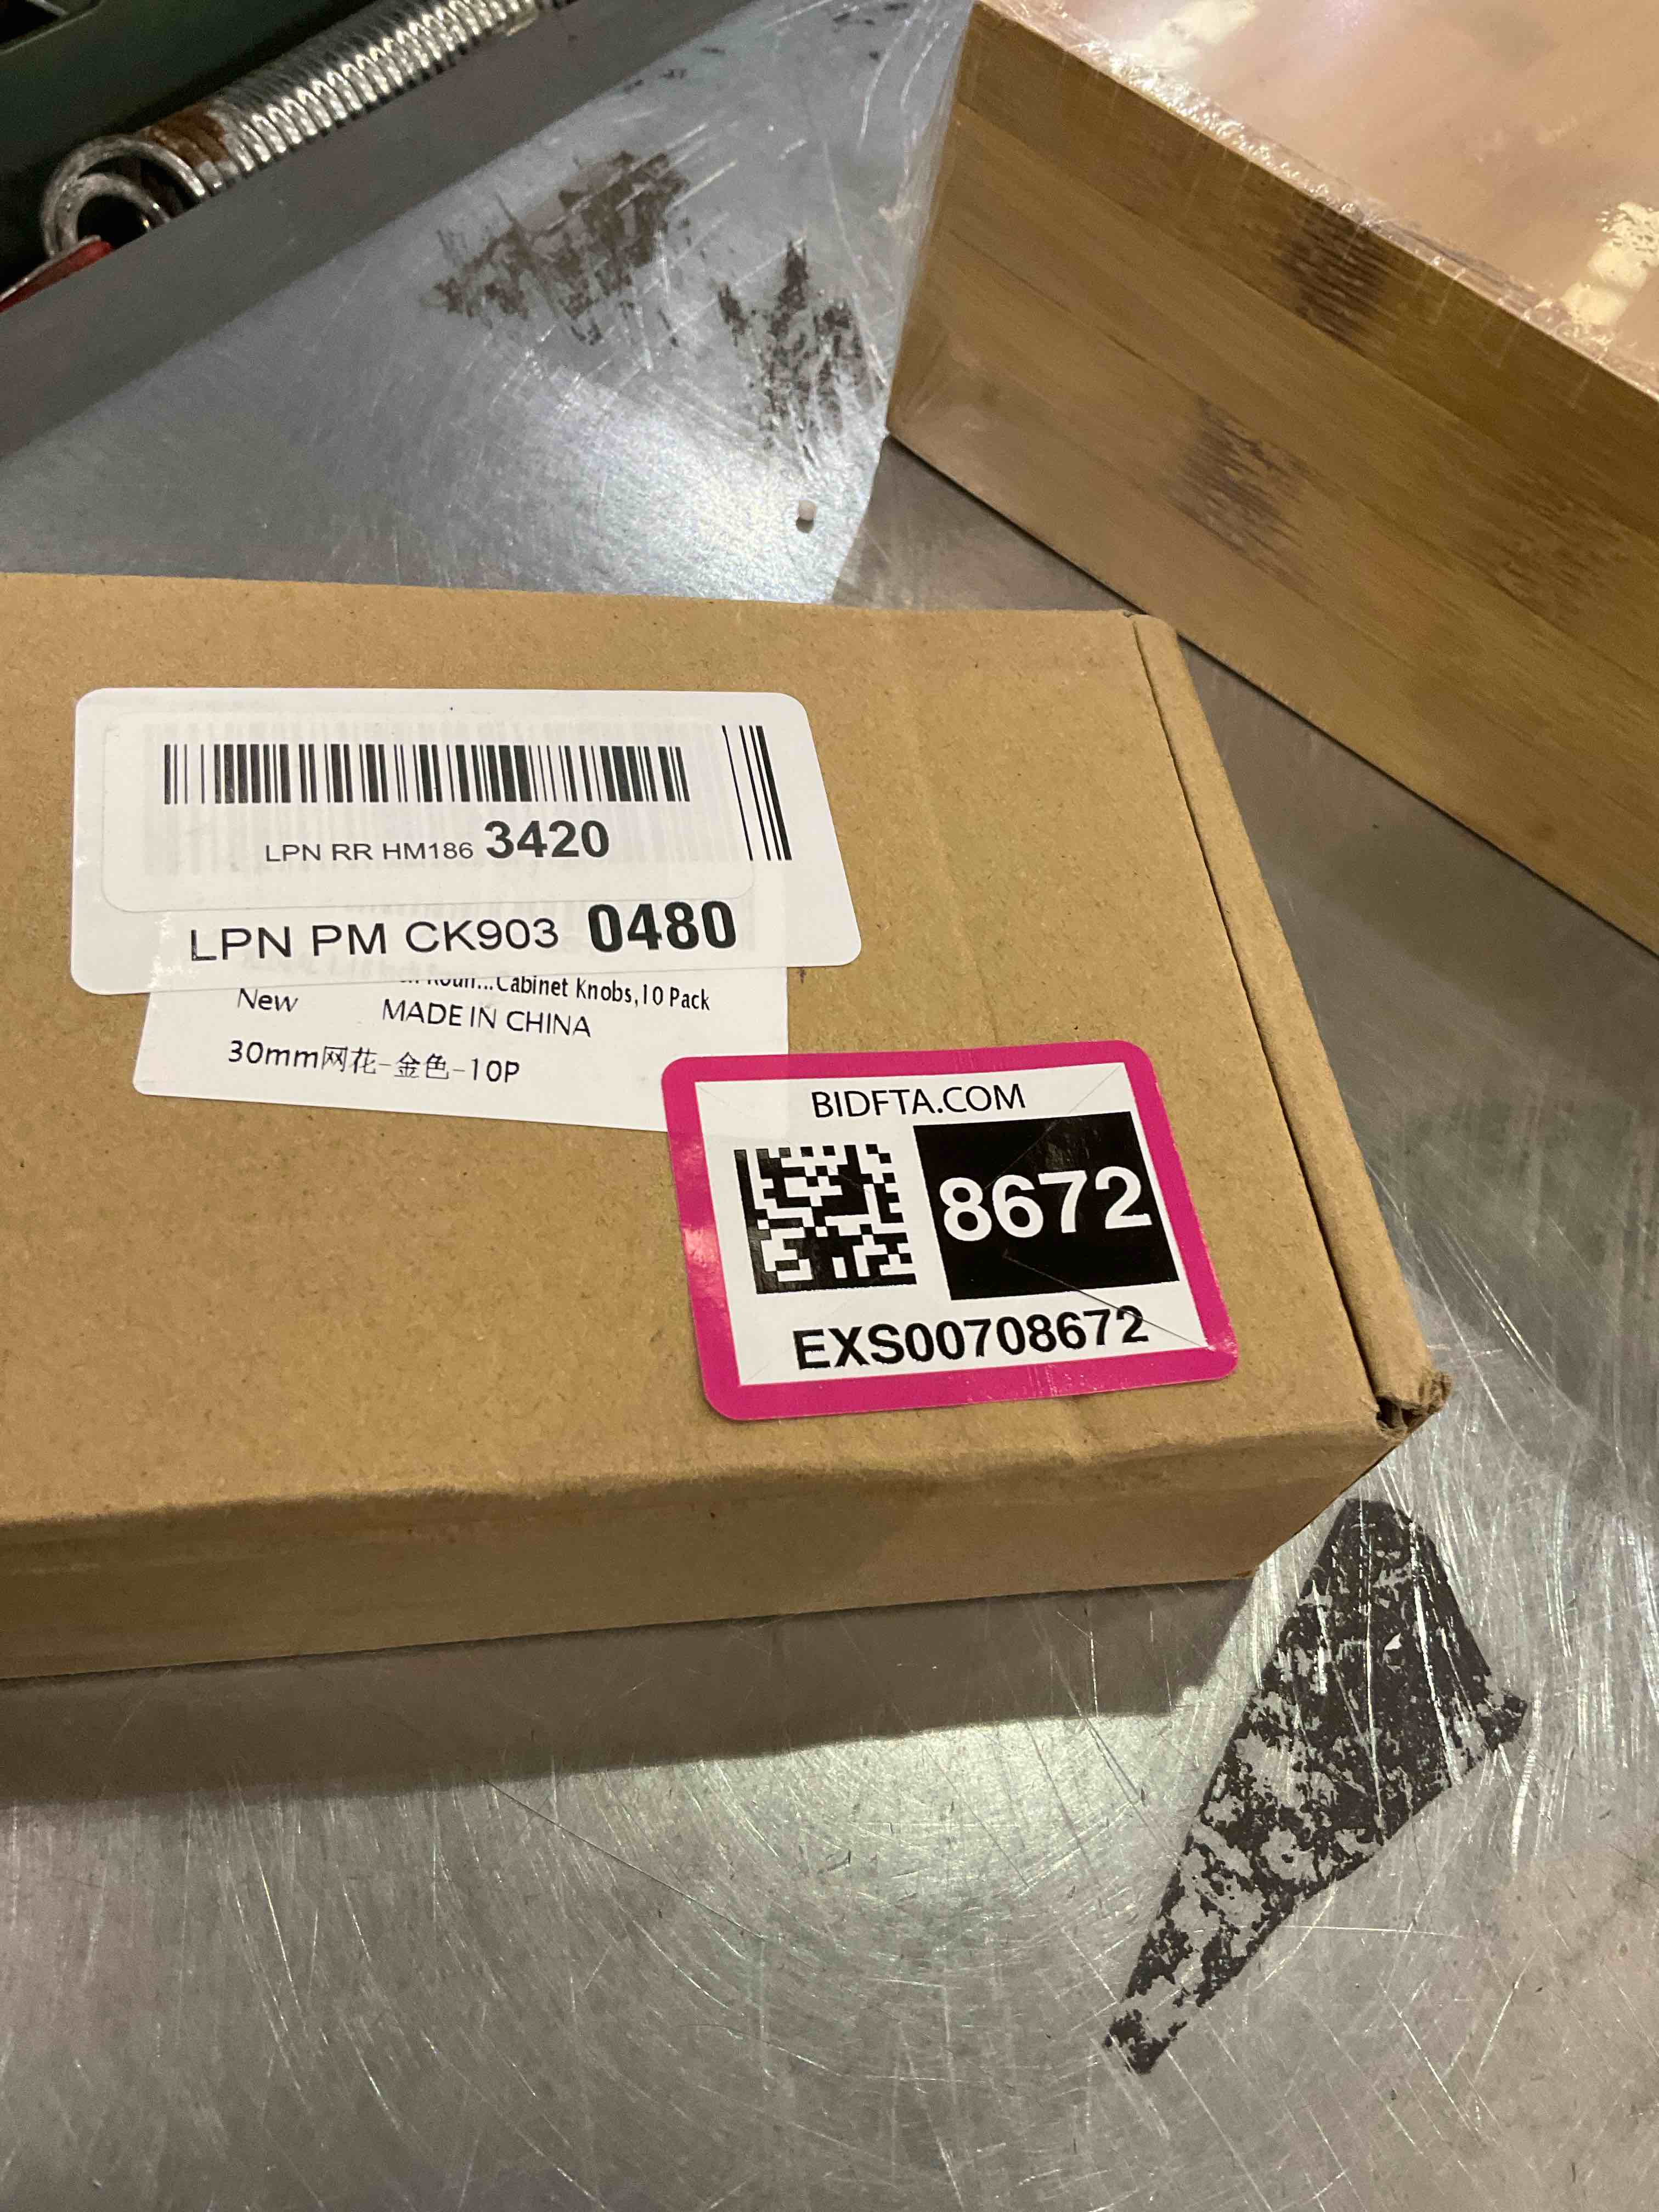 LPN RR HM186 3420
LPN PM CK903 0480
Cabinet Knobs,10 Pack
New
MADE IN CHINA
30mm网花-金色-10P
BIDFTA.COM
8672
EXS00708672